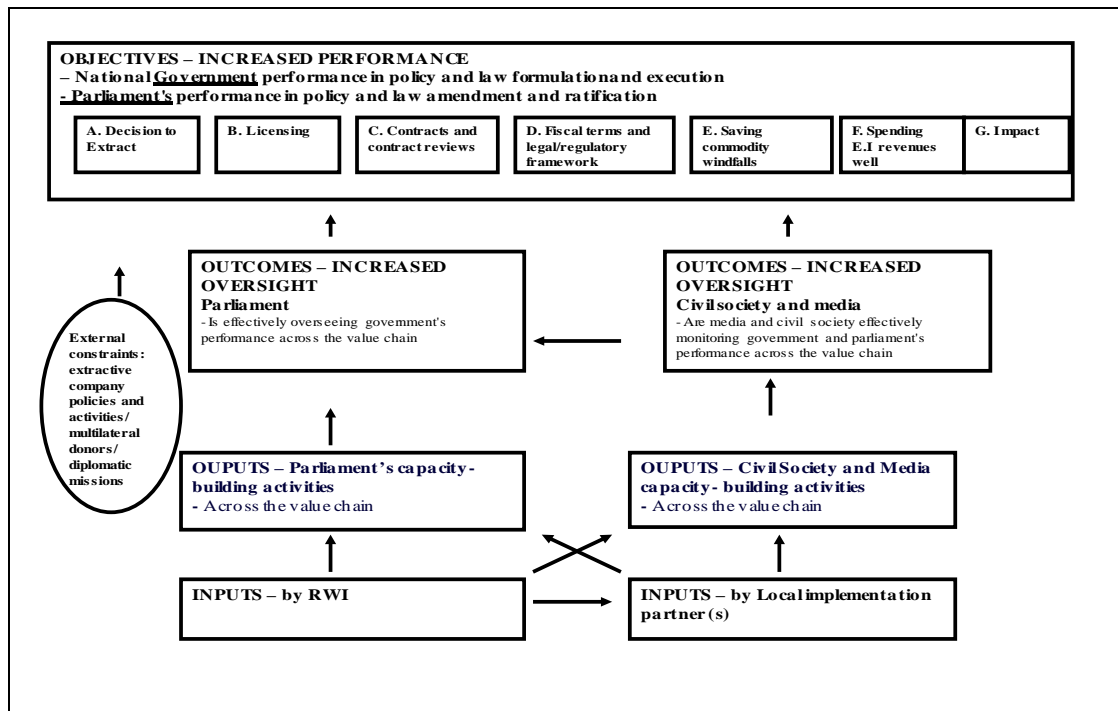 OBJECTIVES – INCREASED PERFORMANCE
– National Government performance in policy and law formulation and execution
- Parliament's performance in policy and law amendment and ratification
A. Decision to
Extract
B. Licensing
C. Contracts and
contract reviews
D. Fiscal terms and
legal/regulatory
framework
E. Saving
commodity
windfalls
F. Spending
E.I revenues
well
G. Impact
OUTCOMES – INCREASED
OVERSIGHT
Parliament
- Is effectively overseeing government's
performance across the value chain
OUTCOMES – INCREASED
OVERSIGHT
Civil society and media
- Are media and civil society effectively
monitoring government and parliament's
performance across the value chain
External
constraints:
extractive
company
policies and
activities/
multilateral
donors/
diplomatic
missions
OUPUTS – Parliament’s capacity-
building activities
- Across the value chain
OUPUTS – Civil Society and Media
capacity- building activities
- Across the value chain
INPUTS – by RWI
INPUTS – by Local implementation
partner(s)